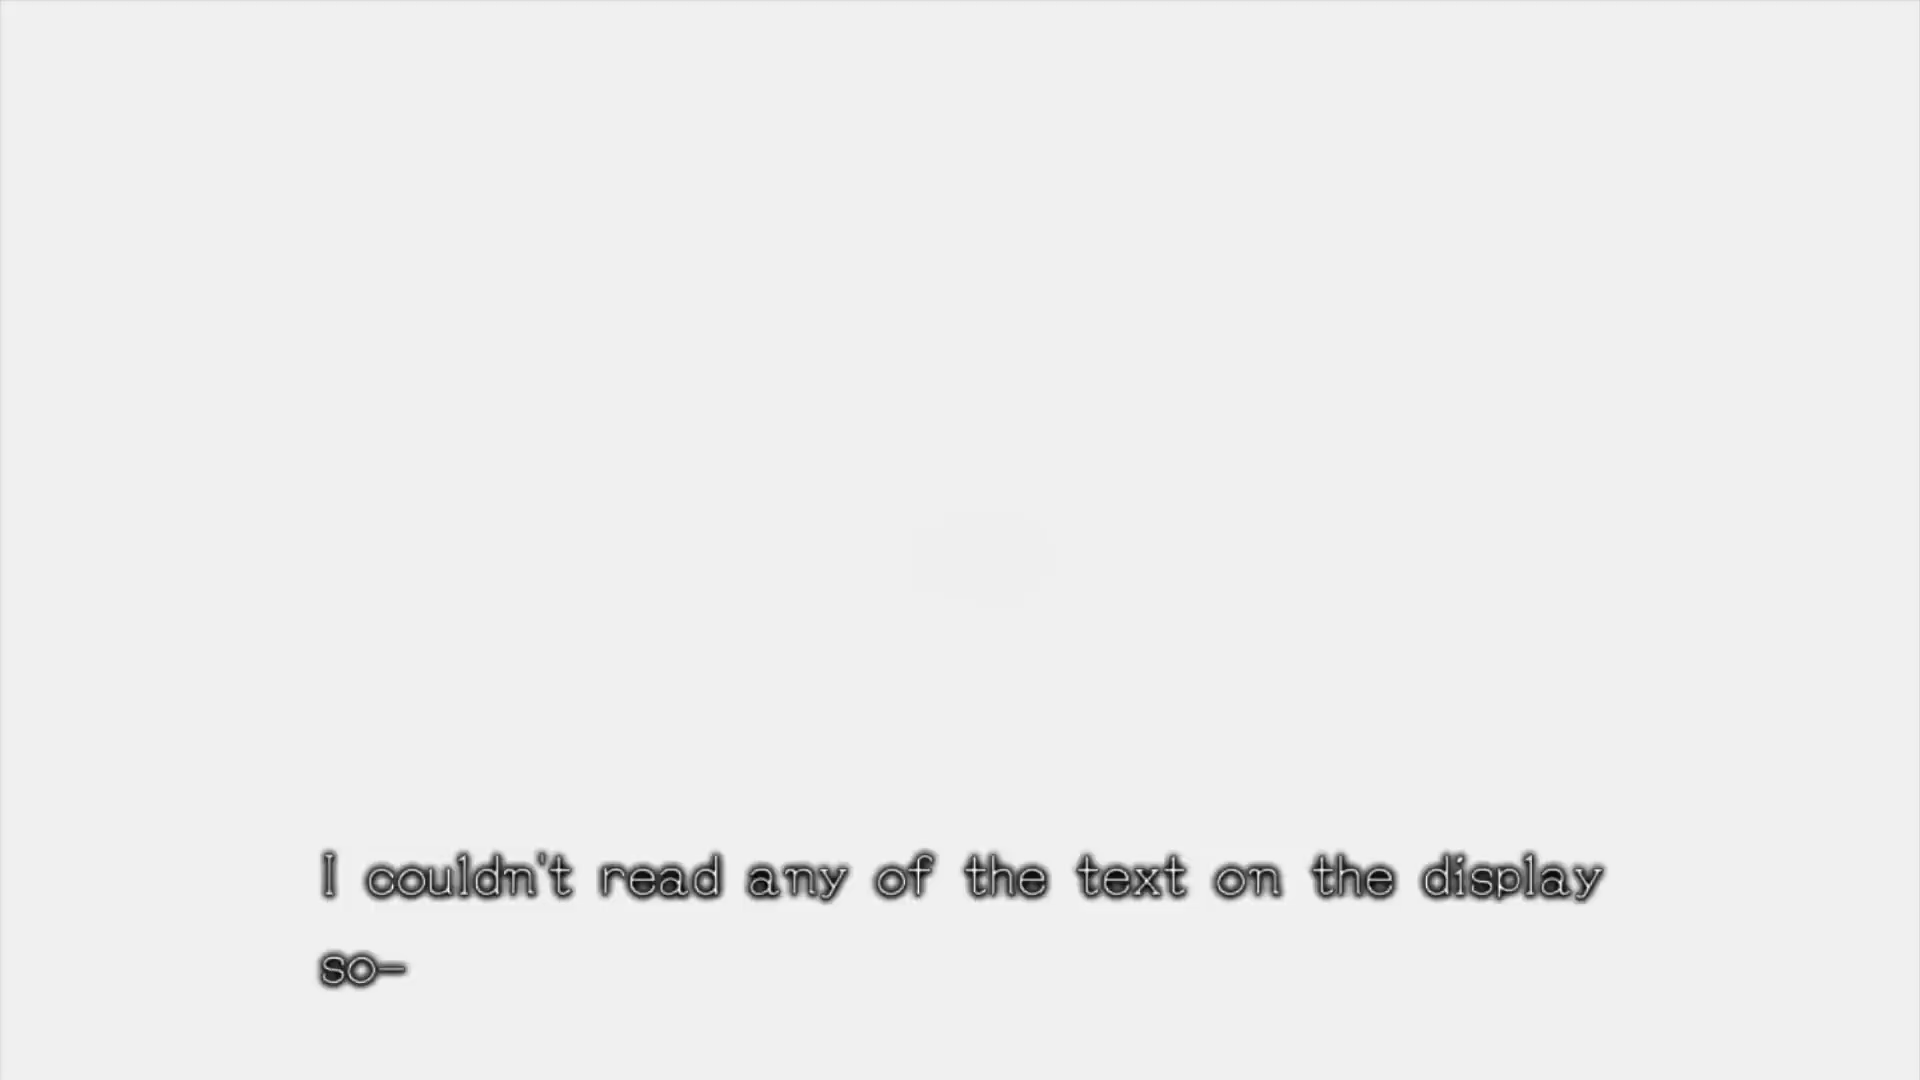 I couldn't read any of the text on the display
so—